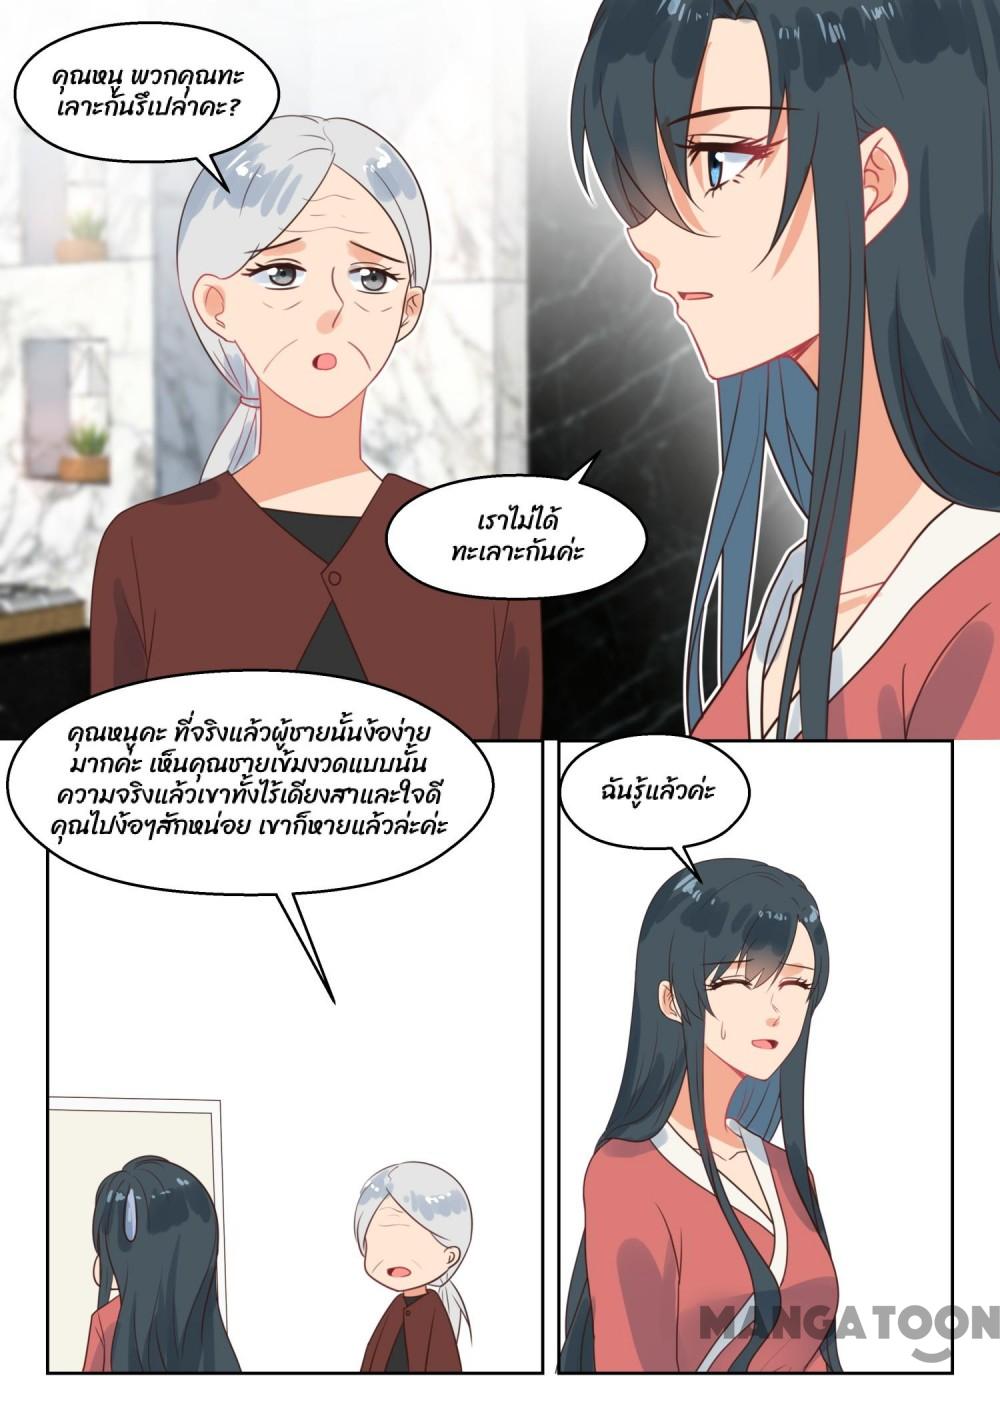 คุณหนู พวกคุณทะ
เลาะกันรึเปล่าคะ?
เราไม่ได้
ทะเลาะกันค่ะ
คุณหนูคะ ที่จริงแล้วผู้ชายนั้นง้อง่าย
มากค่ะ เห็นคุณชายเข้มงวดแบบนั้น
ความจริงแล้วเขาทั้งไร้เดียงสาและใจดี
คุณไปง้อๆสักหน่อย เขาก็หายแล้วล่ะค่ะ
ฉันรู้แล้วค่ะ
MANGATOON